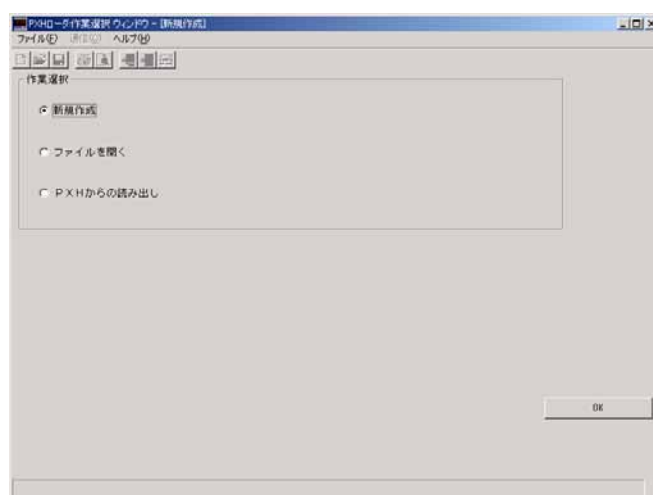 PXHローダ作業選択 ウィンドウ - [新規作成]
ファイル(F) 通信(C) ヘルプ(H)
作業選択
新規作成
ファイルを開く
PXHからの読み出し
OK